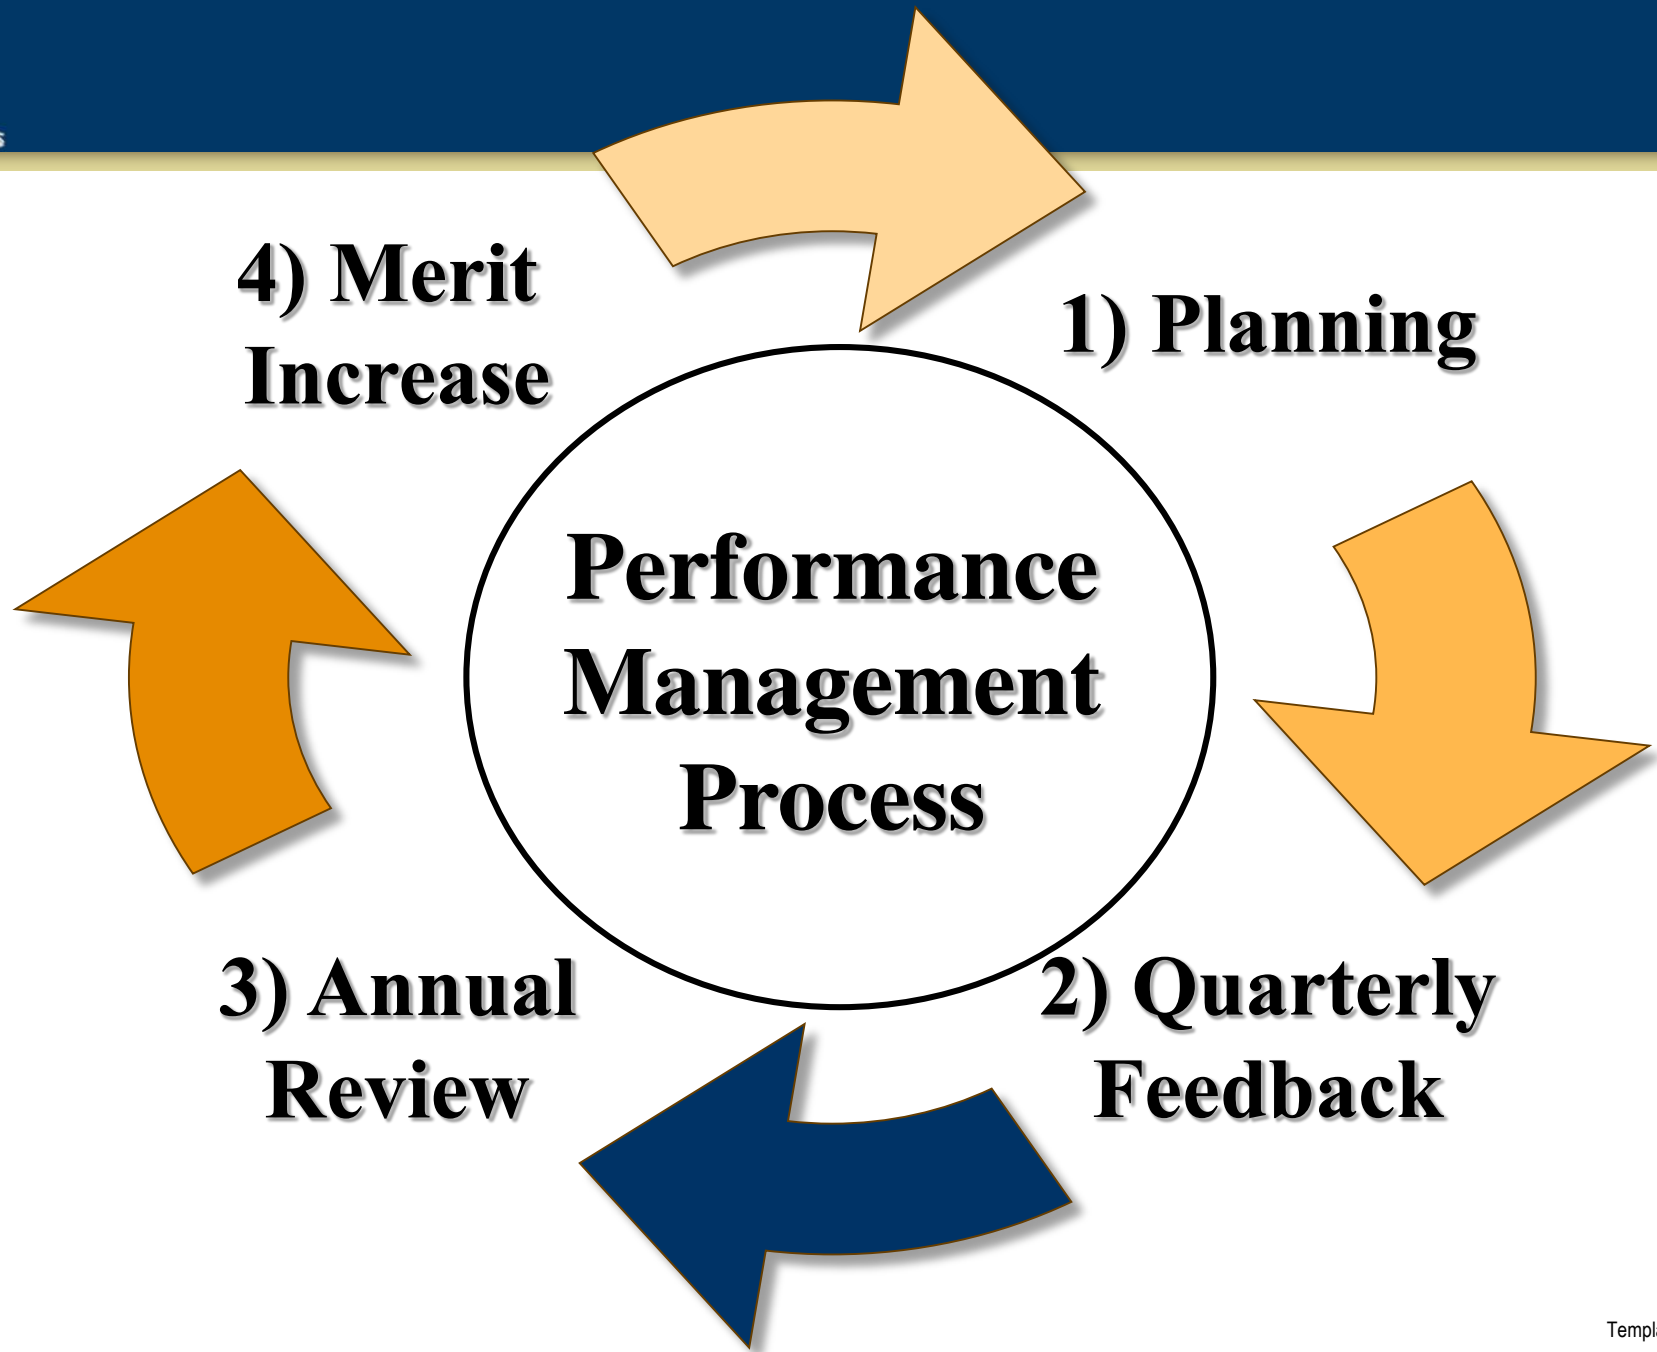 4) Merit
Increase
1) Planning
Performance
Management
Process
3) Annual
Review
2) Quarterly
Feedback